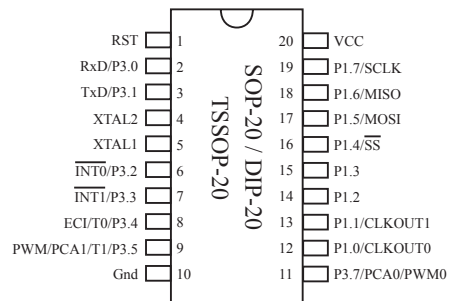 RST 1 20 VCC
RxD/P3.0 2 19 P1.7/SCLK
TxD/P3.1 3 18 P1.6/MISO
XTAL2 4 17 P1.5/MOSI
XTAL1 5 16 P1.4/S̅S̅
I̅N̅T̅0̅/P3.2 6 15 P1.3
I̅N̅T̅1̅/P3.3 7 14 P1.2
ECI/T0/P3.4 8 13 P1.1/CLKOUT1
PWM/PCA1/T1/P3.5 9 12 P1.0/CLKOUT0
Gnd 10 11 P3.7/PCA0/PWM0
SOP-20 / DIP-20
TSSOP-20